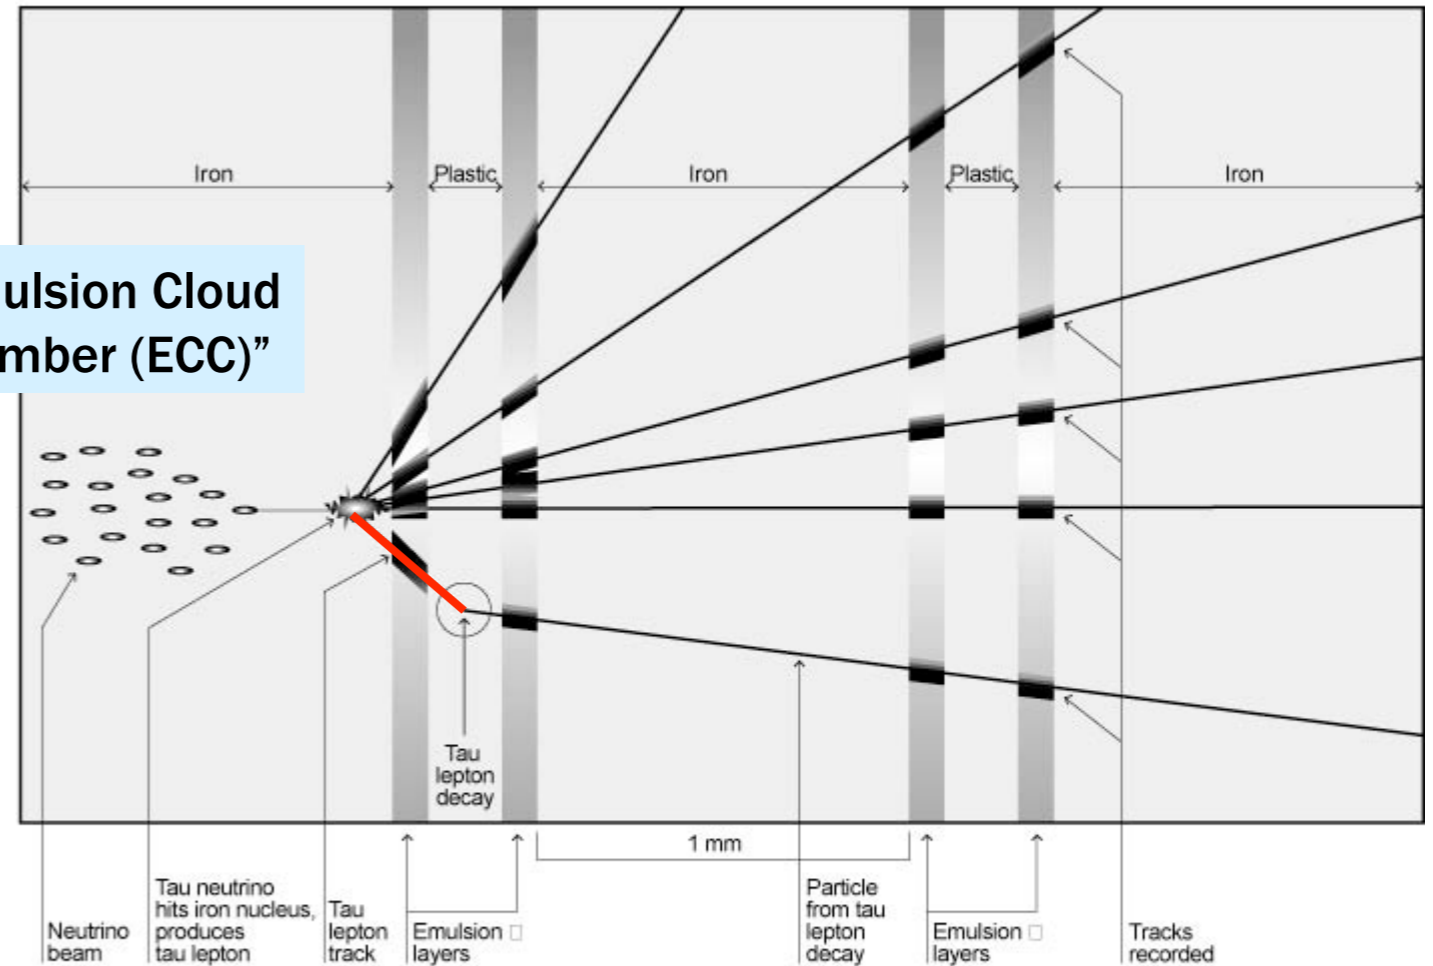 Iron
Plastic
Iron
Plastic
Iron
ulsion Cloud
mber (ECC)”
Tau
lepton
decay
1 mm
Neutrino
beam
Tau neutrino
hits iron nucleus,
produces
tau lepton
Tau
lepton
track
Emulsion
layers
Particle
from tau
lepton
decay
Emulsion
layers
Tracks
recorded